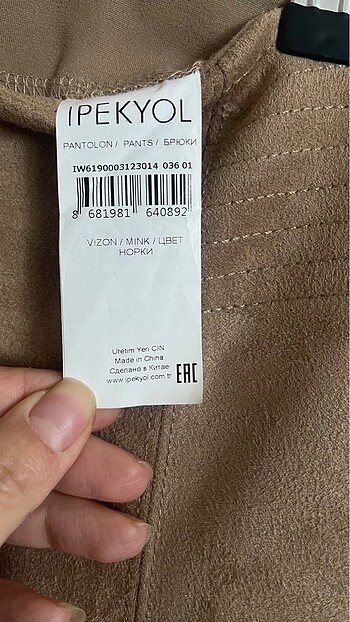 IPEKYOL
PANTOLON / PANTS / БРЮКИ
IW6190003123014 036 01
8 681981 640892
VIZON / MINK / ЦВЕТ
НОРКИ
Uretim Yeri ÇIN
Made in China
Сделано в Китае
www.ipekyol.com.tr
EAC